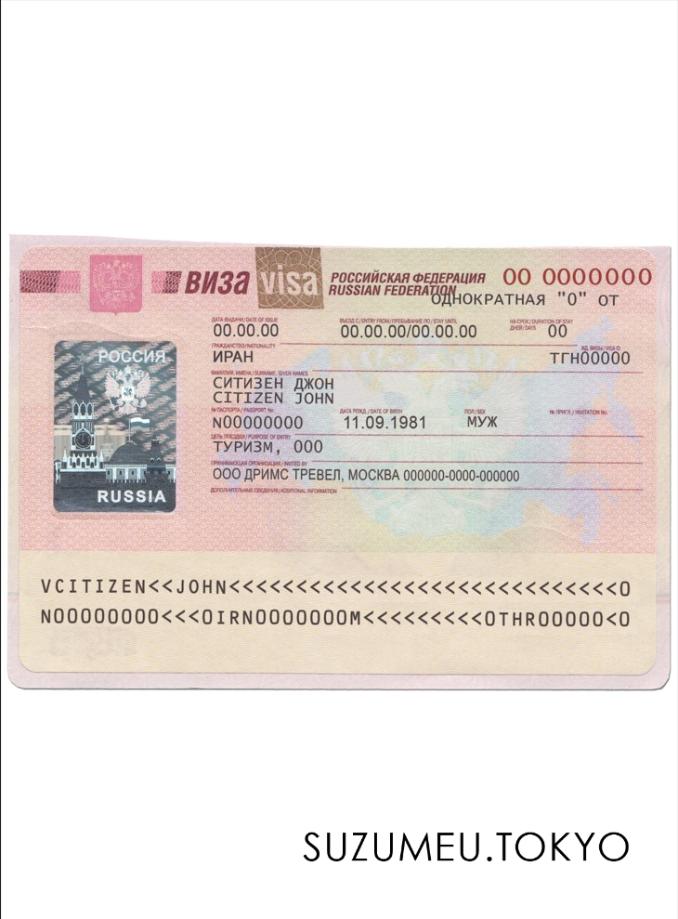 ВИЗА visa РОССИЙСКАЯ ФЕДЕРАЦИЯ 00 0000000
RUSSIAN FEDERATION
ОДНОКРАТНАЯ "0" ОТ
ДАТА ВЫДАЧИ/DATE OF ISSUE ВЪЕЗД С/ENTRY FROM/ПРЕБЫВАНИЕ ПО/STAY UNTIL НА СРОК/DURATION OF STAY
ДНЕЙ/DAYS
00.00.00 00.00.00/00.00.00 00
ГРАЖДАНСТВО/NATIONALITY ИД. ВИЗЫ/VISA ID
ИРАН ТГН00000
РОССИЯ
ФАМИЛИЯ, ИМЕНА/SURNAME, GIVEN NAMES
СИТИЗЕН ДЖОН
CITIZEN JOHN
№ ПАСПОРТА/PASSPORT No. ДАТА РОЖД./DATE OF BIRTH ПОЛ/SEX № ПРИГЛ./INVITATION No.
N00000000 11.09.1981 МУЖ
ЦЕЛЬ ПОЕЗДКИ/PURPOSE OF ENTRY
ТУРИЗМ, 000
ПРИНИМАЮЩАЯ ОРГАНИЗАЦИЯ/INVITED BY
ООО ДРИМС ТРЕВЕЛ, МОСКВА 000000-0000-000000
ДОПОЛНИТЕЛЬНЫЕ СВЕДЕНИЯ/ADDITIONAL INFORMATION
RUSSIA
VCITIZEN<<JOHN<<<<<<<<<<<<<<<<<<<<<<<<<<<<<0
N00000000<<<0IRN0000000M<<<<<<<<<0THR00000<0
SUZUMEU.TOKYO